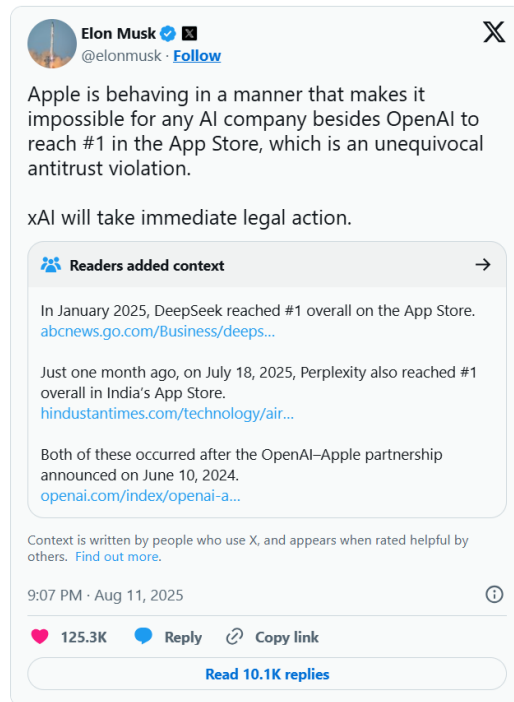 Elon Musk
X
@elonmusk · Follow
Apple is behaving in a manner that makes it
impossible for any AI company besides OpenAI to
reach #1 in the App Store, which is an unequivocal
antitrust violation.
xAI will take immediate legal action.
Readers added context
In January 2025, DeepSeek reached #1 overall on the App Store.
abcnews.go.com/Business/deeps...
Just one month ago, on July 18, 2025, Perplexity also reached #1
overall in India's App Store.
hindustantimes.com/technology/air...
Both of these occurred after the OpenAI–Apple partnership
announced on June 10, 2024.
openai.com/index/openai-a...
Context is written by people who use X, and appears when rated helpful by
others. Find out more.
9:07 PM · Aug 11, 2025
125.3K Reply Copy link
Read 10.1K replies